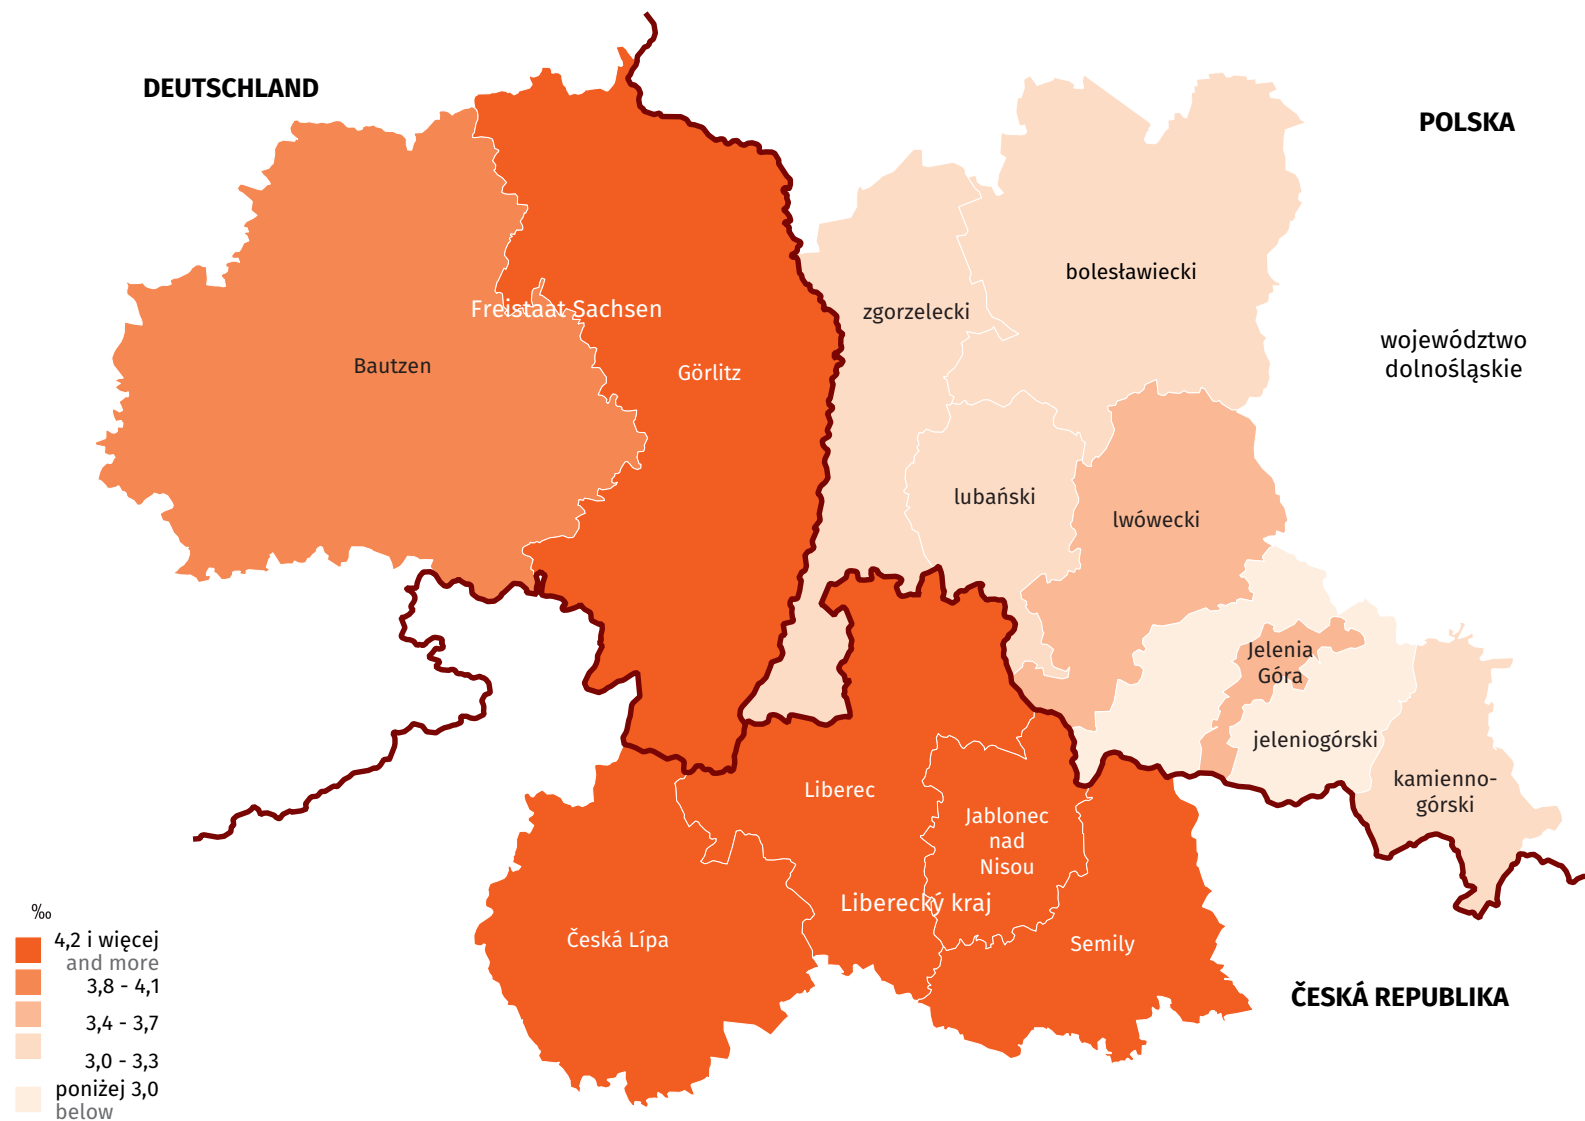 DEUTSCHLAND
POLSKA
bolesławiecki
zgorzelecki
Freistaat Sachsen
województwo
dolnośląskie
Bautzen
Görlitz
lubański
lwówecki
Jelenia
Góra
jeleniogórski
kamienno-
górski
Liberec
Jablonec
nad
Nisou
Liberecký kraj
Česká Lípa
Semily
ČESKÁ REPUBLIKA
‰
4,2 i więcej
and more
3,8 - 4,1
3,4 - 3,7
3,0 - 3,3
poniżej 3,0
below